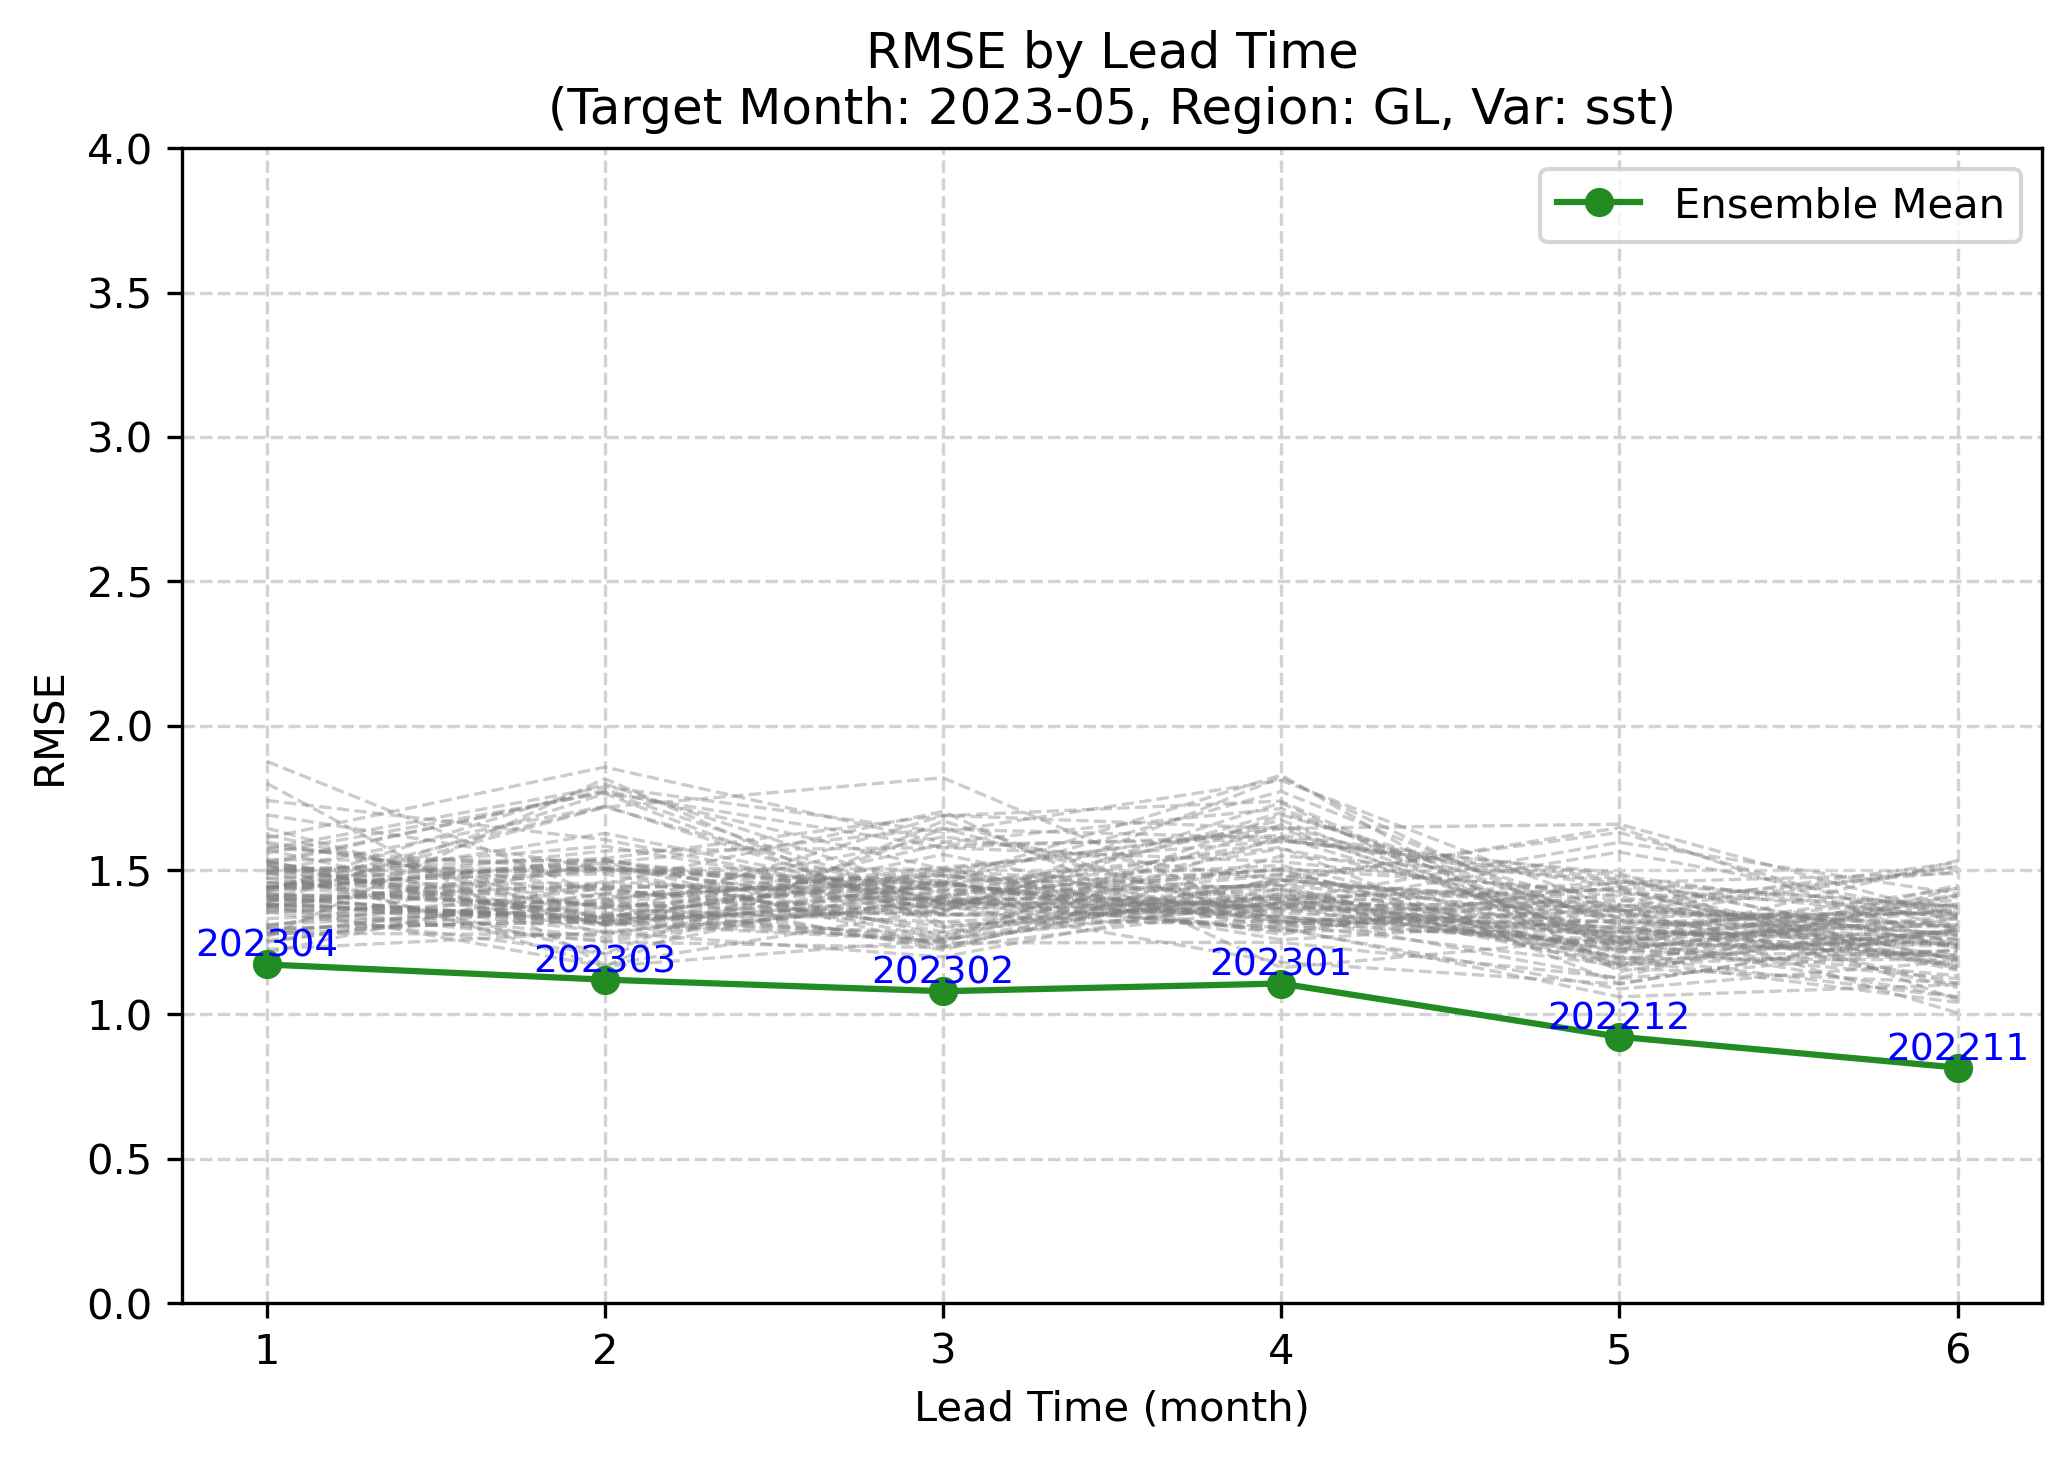 RMSE by Lead Time
(Target Month: 2023-05, Region: GL, Var: sst)
4.0
3.5
3.0
2.5
2.0
1.5
1.0
0.5
0.0
RMSE
Ensemble Mean
202304
202303
202302
202301
202212
202211
1 2 3 4 5 6
Lead Time (month)